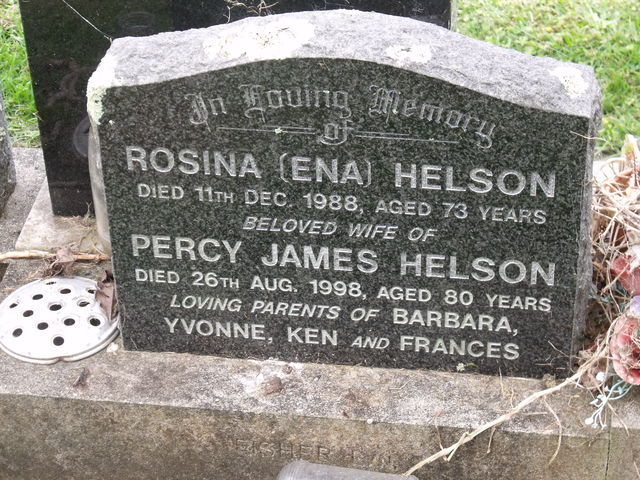 In Loving Memory
of
ROSINA (ENA) HELSON
DIED 11TH DEC. 1988, AGED 73 YEARS
BELOVED WIFE OF
PERCY JAMES HELSON
DIED 26TH AUG. 1998, AGED 80 YEARS
LOVING PARENTS OF BARBARA,
YVONNE, KEN AND FRANCES